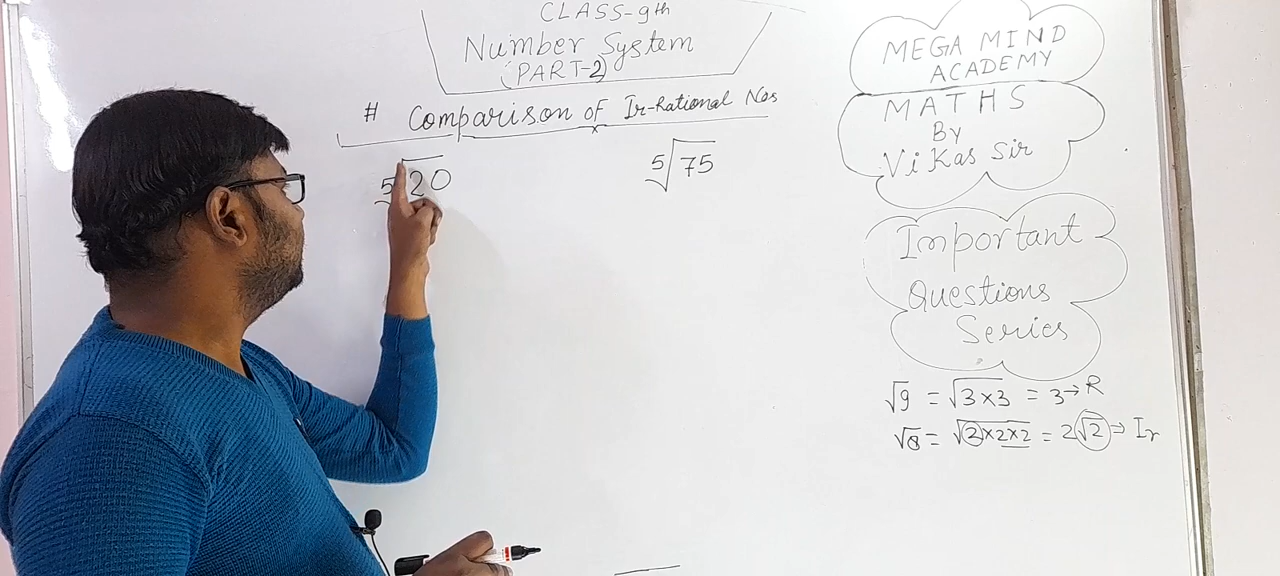 CLASS-9th
Number System
(PART-2)
# Comparison of Ir-Rational Nos
5√20
5√75
MEGA MIND
ACADEMY
MATHS
By
Vikas Sir
Important
Questions
Series
√9 = √3×3 = 3→R
√8 = √2×2×2 = 2√2→Ir